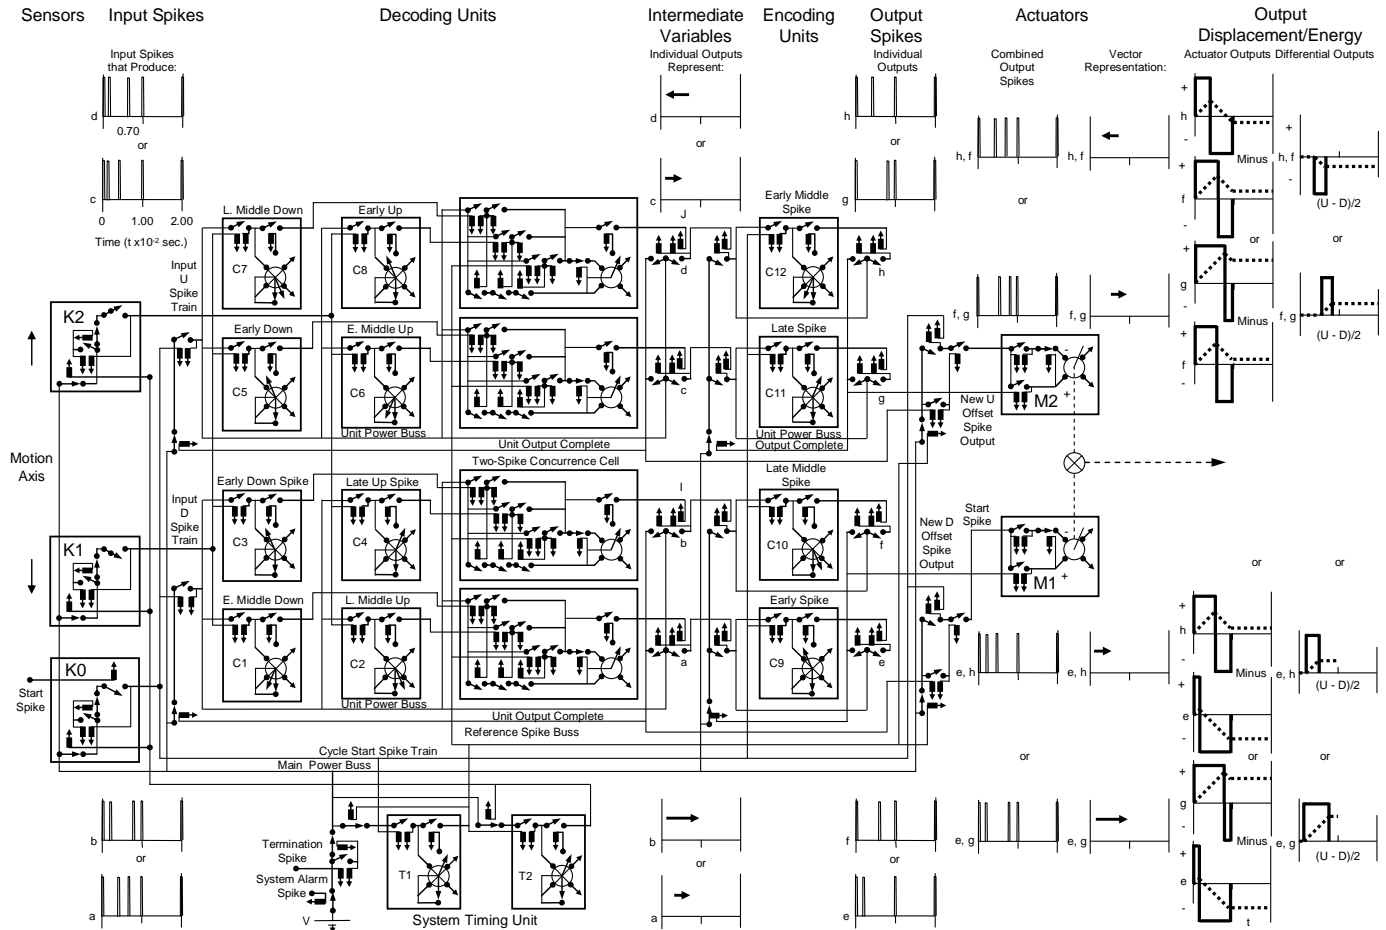 Sensors Input Spikes Decoding Units Intermediate Variables Encoding Units Output Spikes Actuators Output Displacement/Energy
Input Spikes that Produce:
Individual Outputs Represent:
Individual Outputs
Combined Output Spikes
Vector Representation:
Actuator Outputs Differential Outputs
d
0.70
or
c
0 1.00 2.00
Time (t x10-2 sec.)
d
or
c
J
h
or
g
h, f
or
f, g
h, f
f, g
+
h
-
Minus
+
f
-
(U - D)/2
+
h, f
-
or
or
+
g
-
Minus
+
f
-
f, g
(U - D)/2
L. Middle Down
Early Up
Early Middle Spike
Input U Spike Train
C7
C8
d
C12
h
K2
Early Down
E. Middle Up
Late Spike
C5
C6
c
C11
g
Unit Power Buss
Unit Output Complete
Unit Power Buss
Output Complete
-
M2
+
New U Offset Spike Output
Motion Axis
Two-Spike Concurrence Cell
Early Down Spike
Late Up Spike
Late Middle Spike
Input D Spike Train
C3
C4
I
b
C10
f
New D Offset Spike Output
Start Spike
-
M1
+
K1
E. Middle Down
L. Middle Up
Early Spike
C1
C2
a
C9
e
K0
Start Spike
Unit Power Buss
Unit Output Complete
Reference Spike Buss
Cycle Start Spike Train
Main Power Buss
or
or
or
e, h
e, h
+
h
-
Minus
+
e
-
e, h
(U - D)/2
or
or
or
or
b
or
a
Termination Spike
System Alarm Spike
V
T1
T2
System Timing Unit
b
or
a
f
or
e
e, g
e, g
+
g
-
Minus
+
e
-
t
e, g
(U - D)/2